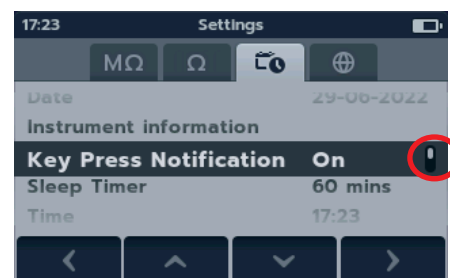 17:23 Settings
MΩ Ω
Date 29-06-2022
Instrument information
Key Press Notification On
Sleep Timer 60 mins
Time 17:23